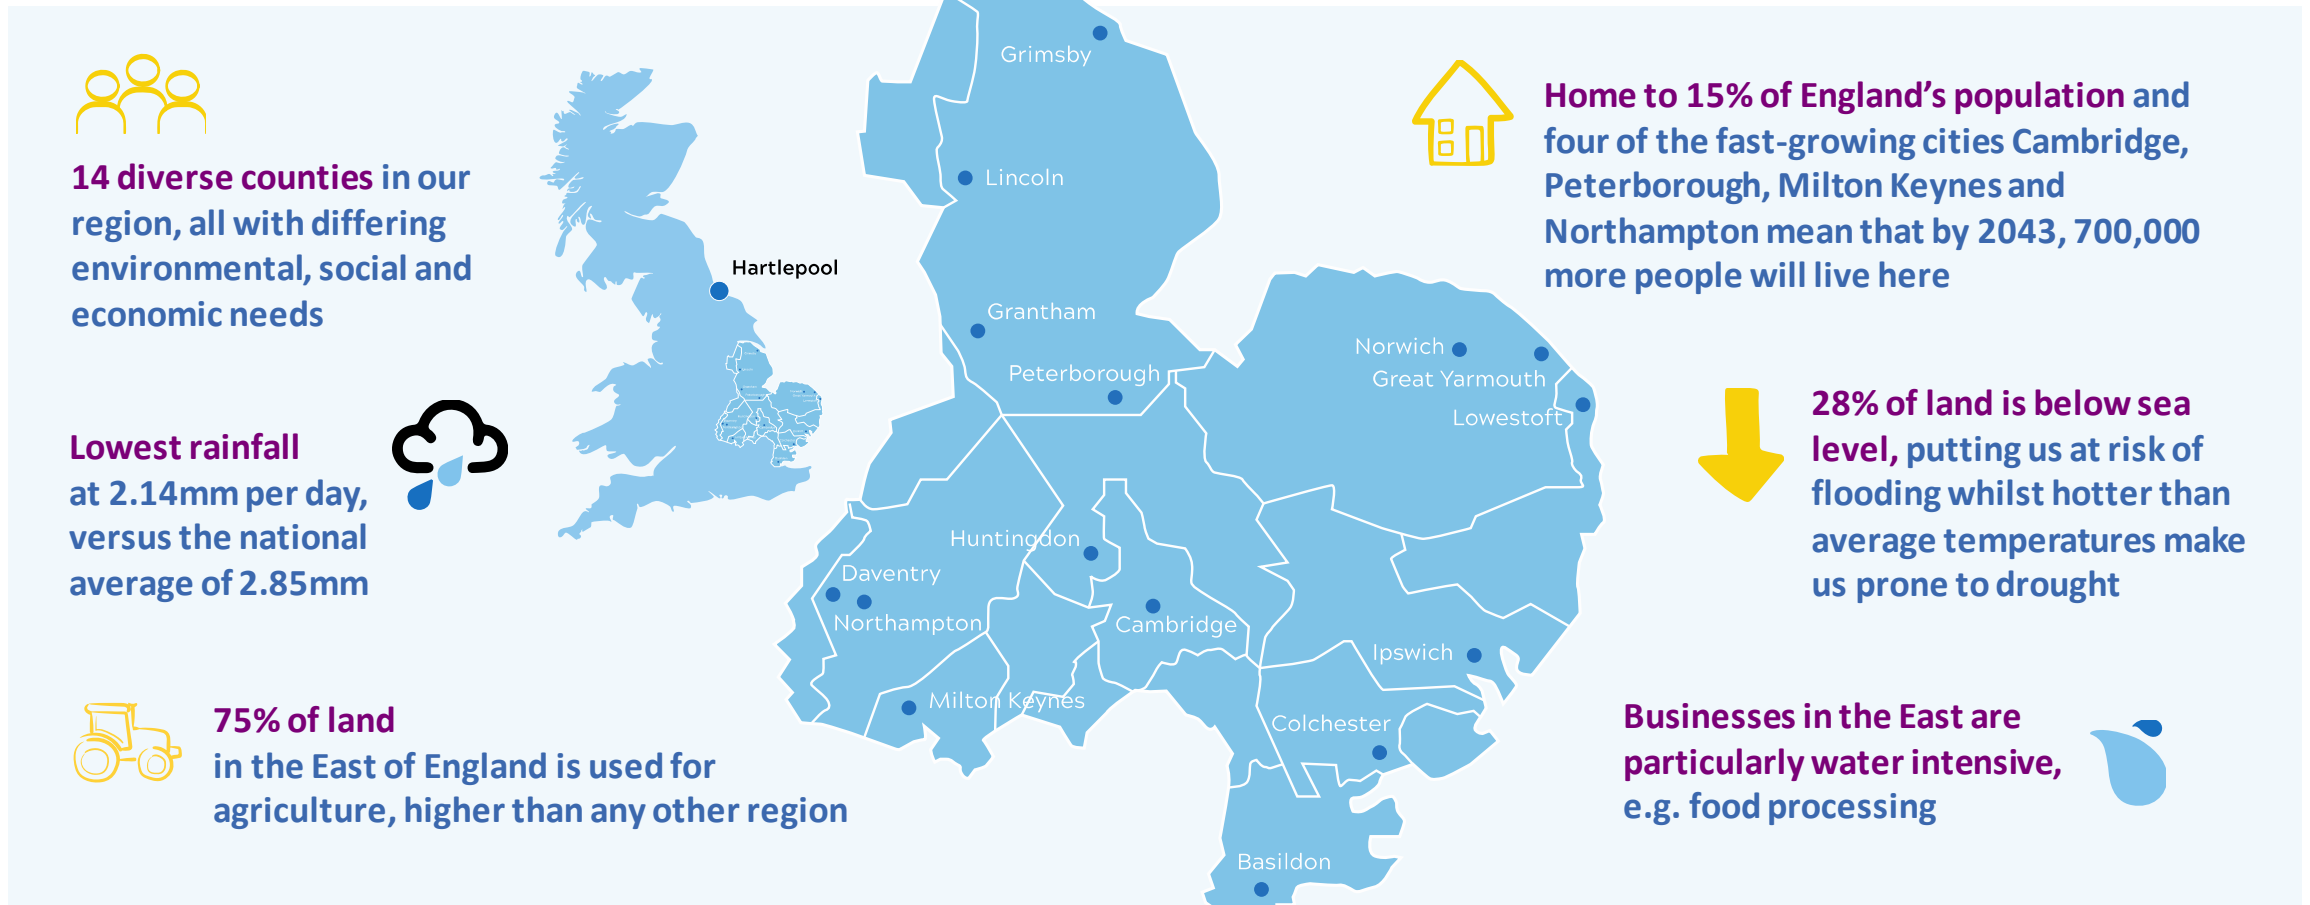 14 diverse counties in our
region, all with differing
environmental, social and
economic needs
Lowest rainfall
at 2.14mm per day,
versus the national
average of 2.85mm
75% of land
in the East of England is used for
agriculture, higher than any other region
Hartlepool
Grimsby
Lincoln
Grantham
Peterborough
Norwich
Great Yarmouth
Lowestoft
Huntingdon
Daventry
Northampton
Cambridge
Ipswich
Milton Keynes
Colchester
Basildon
Home to 15% of England’s population and
four of the fast-growing cities Cambridge,
Peterborough, Milton Keynes and
Northampton mean that by 2043, 700,000
more people will live here
28% of land is below sea
level, putting us at risk of
flooding whilst hotter than
average temperatures make
us prone to drought
Businesses in the East are
particularly water intensive,
e.g. food processing